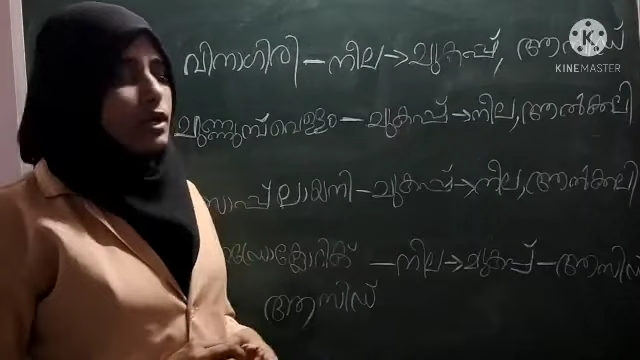 വിനാഗിരി – നീല → ചുകപ്പ്, ആസിഡ്
KINEMASTER
ചുണ്ണാമ്പ് വെള്ളം – ചുകപ്പ് → നീല, ആൽക്കലി
സോപ്പ് ലായനി – ചുകപ്പ് → നീല, ആൽക്കലി
– നീല → ചുകപ്പ് – ആസിഡ്
ആസിഡ്